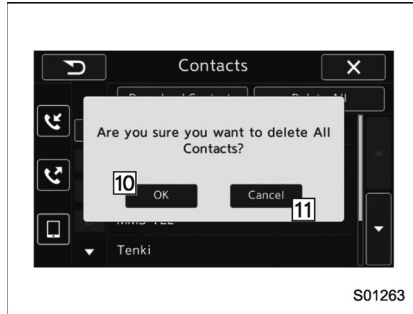 Contacts
Are you sure you want to delete All
Contacts?
10
OK
Cancel
11
Tenki
S01263